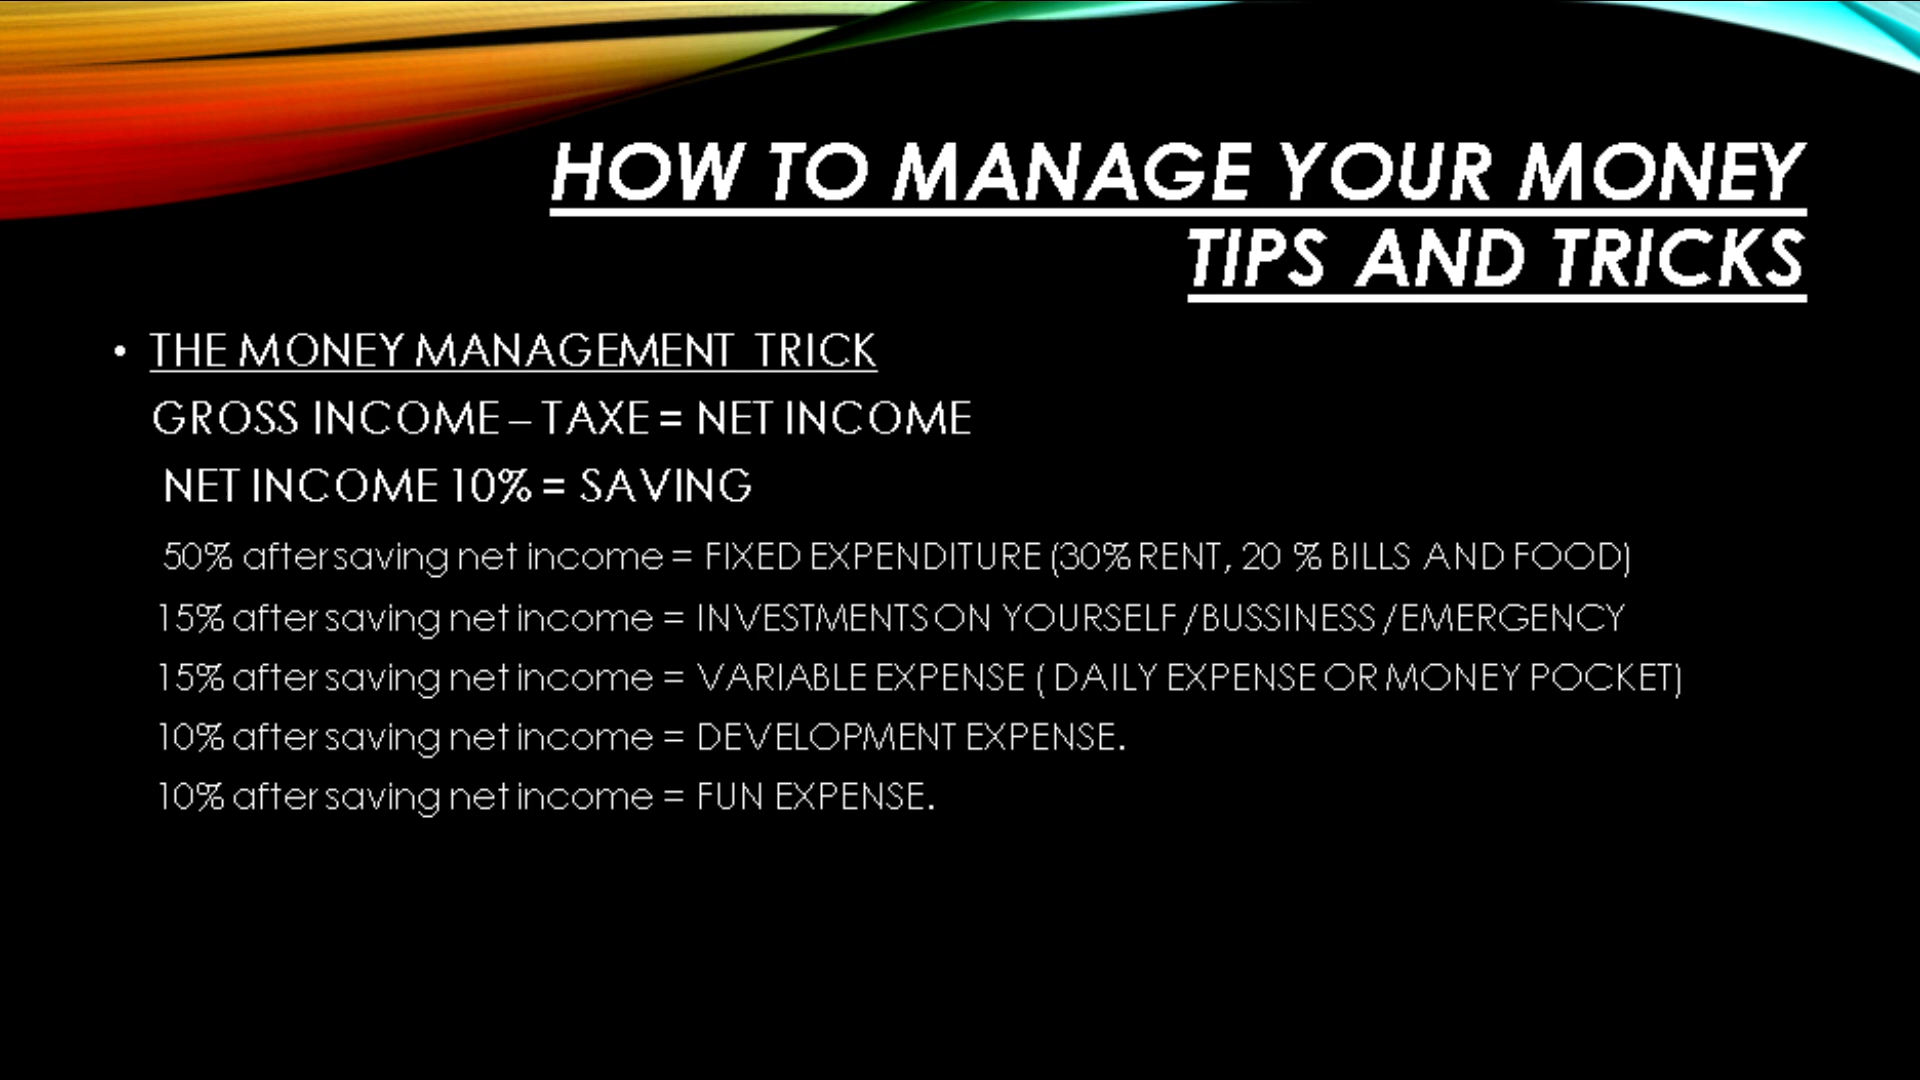 HOW TO MANAGE YOUR MONEY
TIPS AND TRICKS
• THE MONEY MANAGEMENT TRICK
GROSS INCOME – TAXE = NET INCOME
NET INCOME 10% = SAVING
50% after saving net income = FIXED EXPENDITURE (30% RENT, 20 % BILLS AND FOOD)
15% after saving net income = INVESTMENTS ON YOURSELF /BUSSINESS /EMERGENCY
15% after saving net income = VARIABLE EXPENSE ( DAILY EXPENSE OR MONEY POCKET)
10% after saving net income = DEVELOPMENT EXPENSE.
10% after saving net income = FUN EXPENSE.